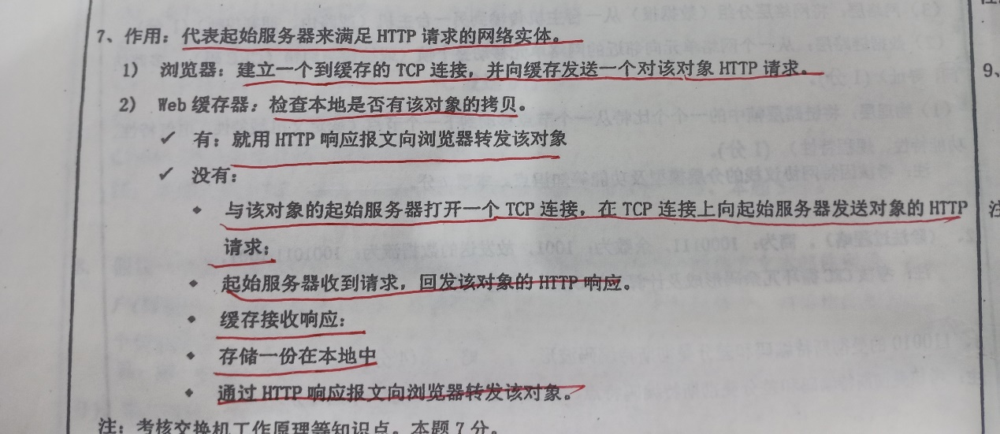 7、作用：代表起始服务器来满足 HTTP 请求的网络实体。
1） 浏览器：建立一个到缓存的 TCP 连接，并向缓存发送一个对该对象 HTTP 请求。
2） Web 缓存器：检查本地是否有该对象的拷贝。
✓ 有：就用 HTTP 响应报文向浏览器转发该对象
✓ 没有：
◆ 与该对象的起始服务器打开一个 TCP 连接，在 TCP 连接上向起始服务器发送对象的 HTTP
请求；
◆ 起始服务器收到请求，回发该对象的 HTTP 响应。
◆ 缓存接收响应：
◆ 存储一份在本地中
◆ 通过 HTTP 响应报文向浏览器转发该对象。
注：考核交换机工作原理等知识点。本题 7 分。
9、
注